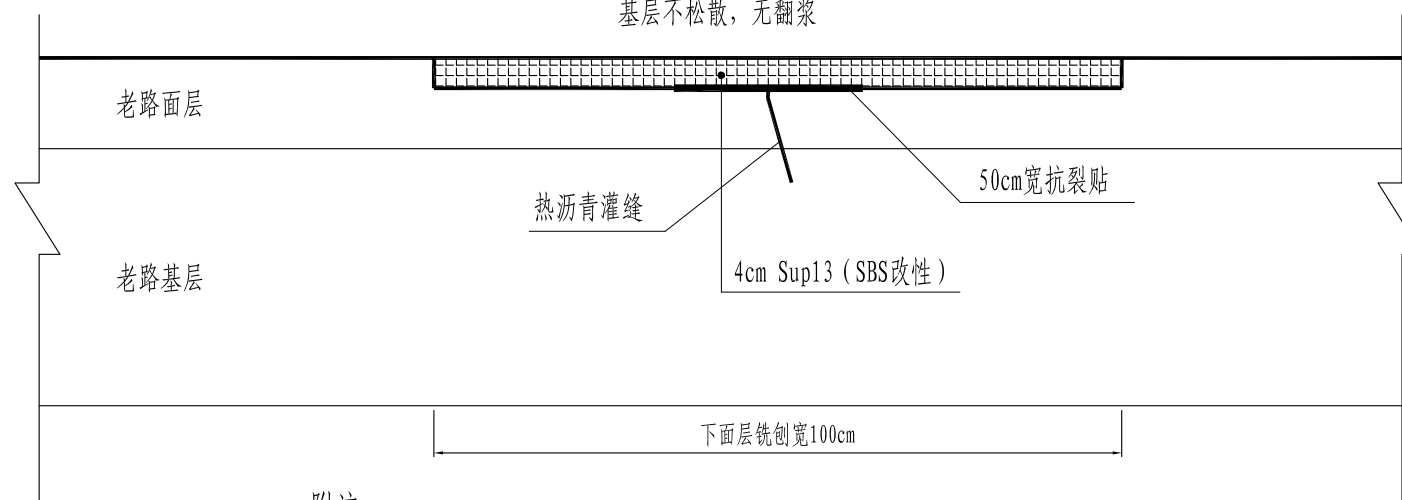 基层不松散，无翻浆
老路面层
50cm宽抗裂贴
热沥青灌缝
老路基层
4cm Sup13（SBS改性）
下面层铣刨宽100cm